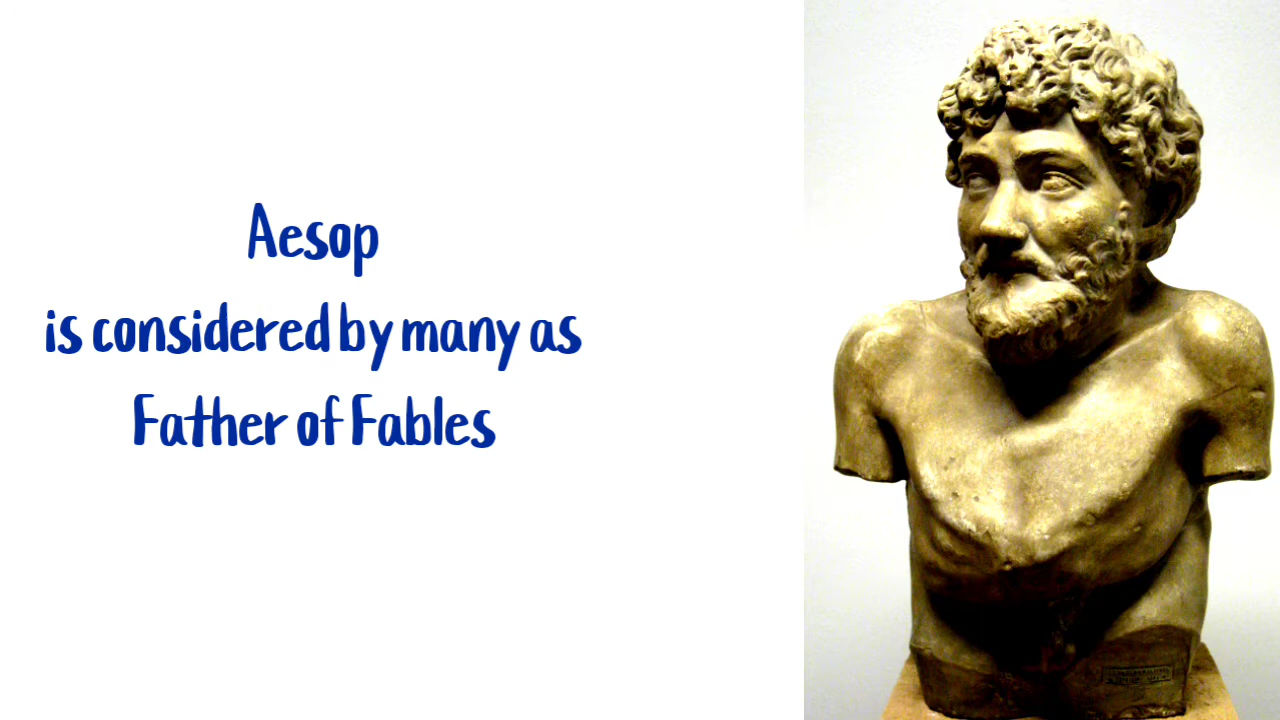 Aesop
is considered by many as
Father of Fables